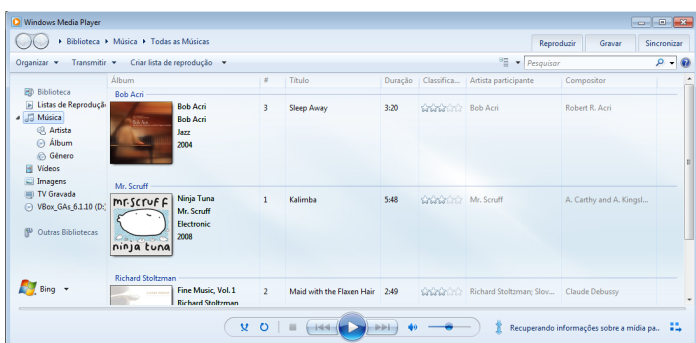 Windows Media Player
Biblioteca ▸ Música ▸ Todas as Músicas
Reproduzir Gravar Sincronizar
Organizar Transmitir Criar lista de reprodução
Pesquisar
Álbum # Título Duração Classifica... Artista participante Compositor
Biblioteca
Listas de Reproduçã
Música
Artista
Álbum
Gênero
Vídeos
Imagens
TV Gravada
VBox_GAs_6.1.10 (D:)
Outras Bibliotecas
Bing
Bob Acri
Bob Acri 3 Sleep Away 3:20 Bob Acri Robert R. Acri
Bob Acri
Jazz
2004
Mr. Scruff
mr.scruff
ninja tuna
Ninja Tuna 1 Kalimba 5:48 Mr. Scruff A. Carthy and A. Kingsl...
Mr. Scruff
Electronic
2008
Richard Stoltzman
Fine Music, Vol. 1 2 Maid with the Flaxen Hair 2:49 Richard Stoltzman; Slov... Claude Debussy
Richard Stoltzman
Recuperando informações sobre a mídia pa..